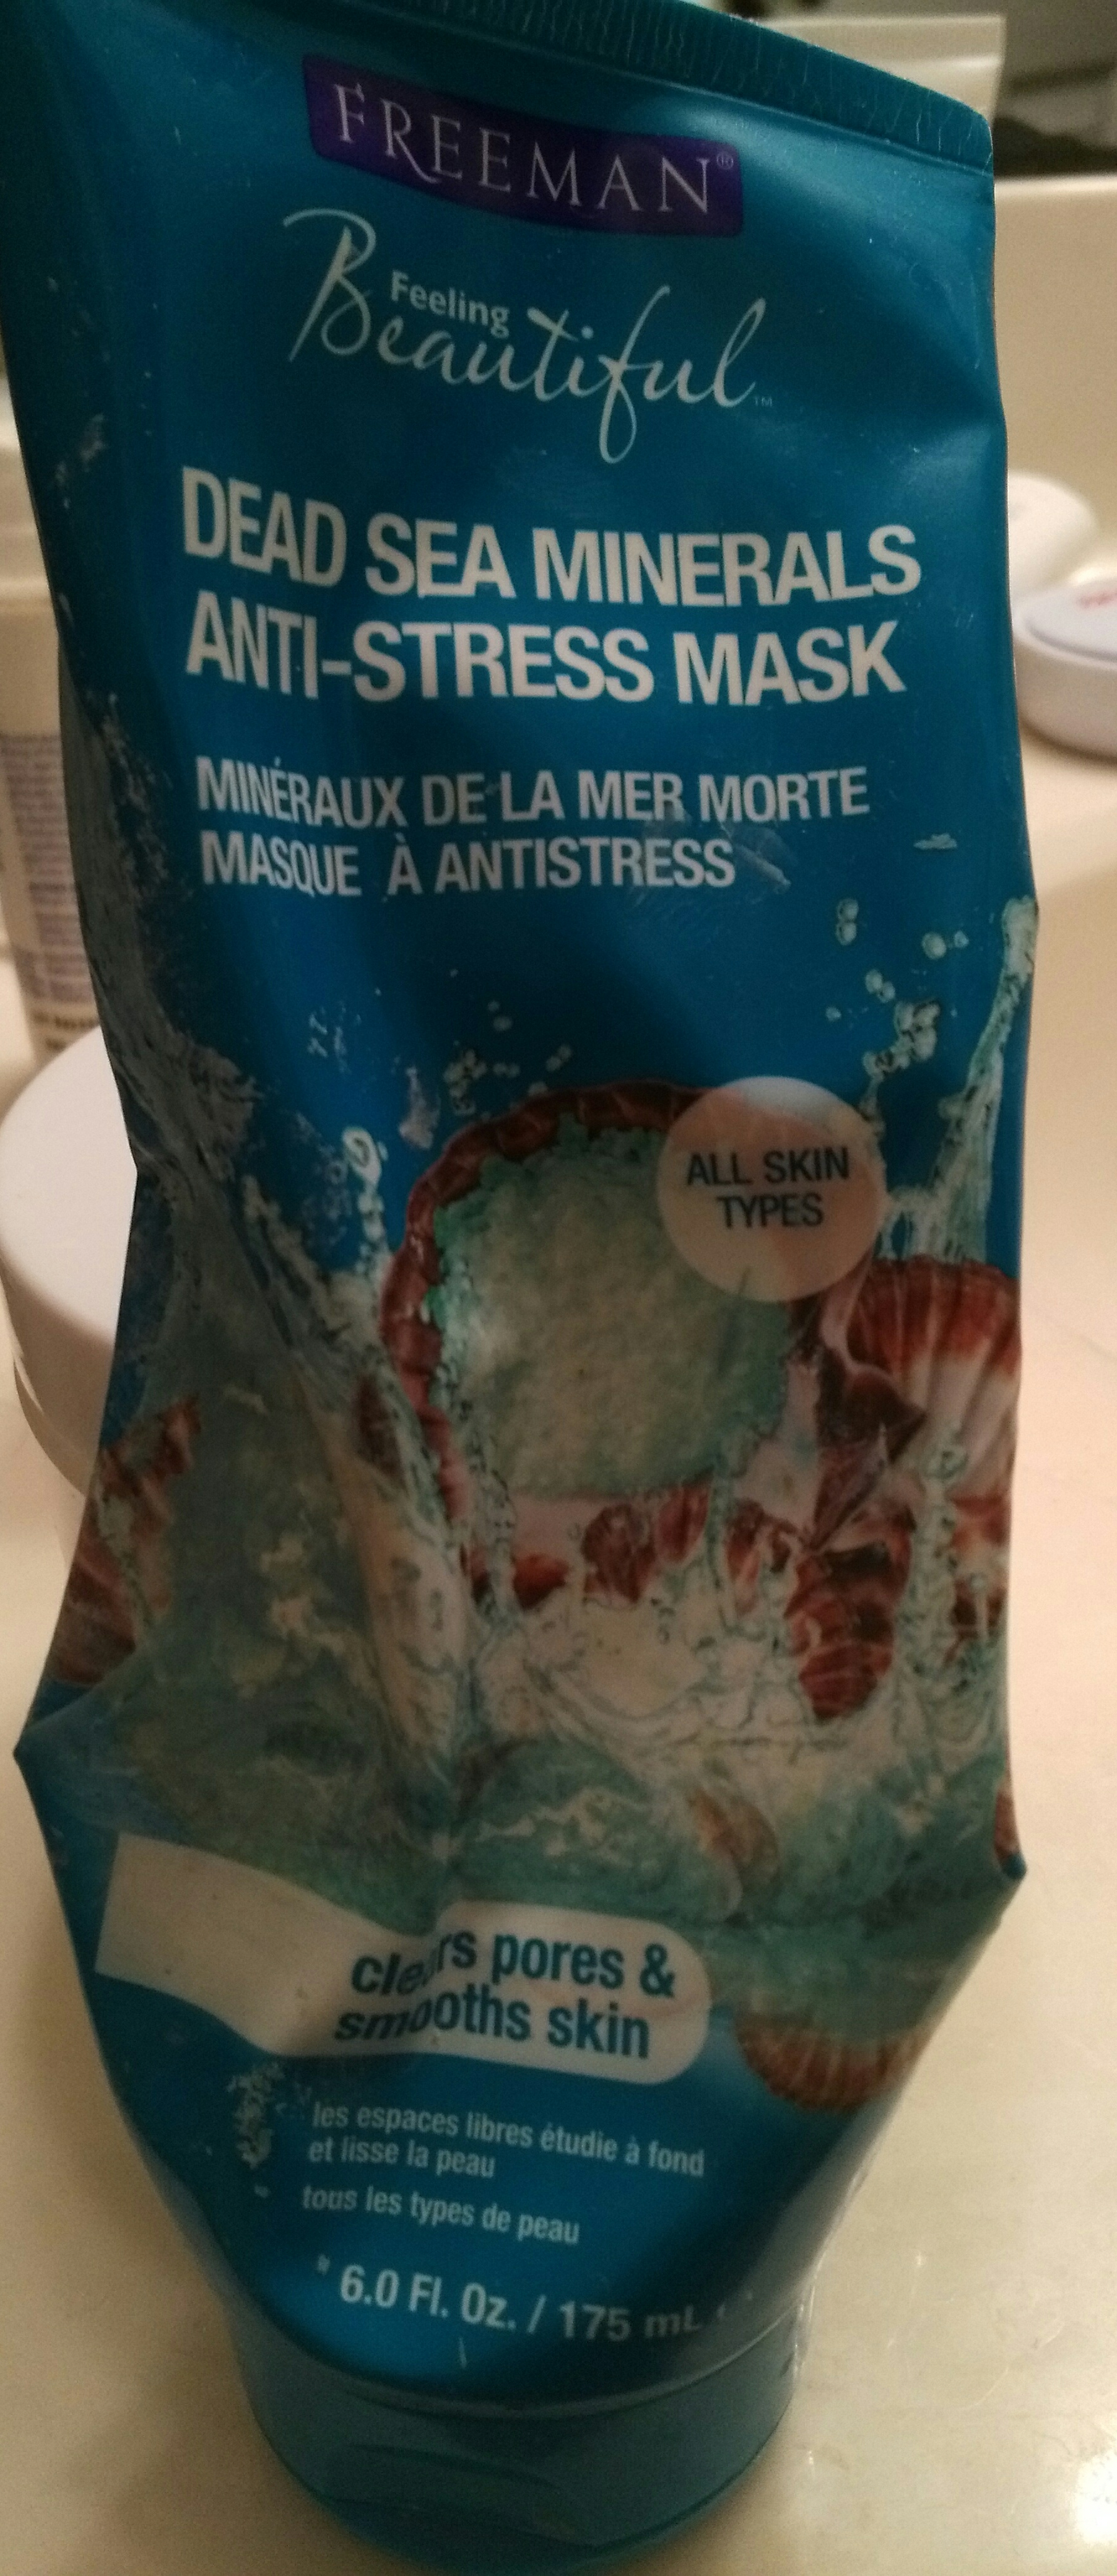 FREEMAN®
Feeling
Beautiful™
DEAD SEA MINERALS
ANTI-STRESS MASK
MINÉRAUX DE LA MER MORTE
MASQUE À ANTISTRESS
ALL SKIN
TYPES
clears pores &
smooths skin
les espaces libres étudie à fond
et lisse la peau
tous les types de peau
6.0 Fl. Oz. / 175 mL